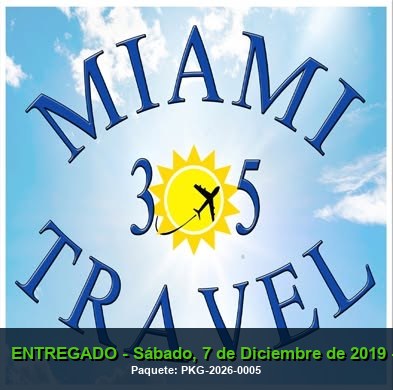 MIAMI
305
TRAVEL
ENTREGADO - Sábado, 7 de Diciembre de 2019 -
Paquete: PKG-2026-0005